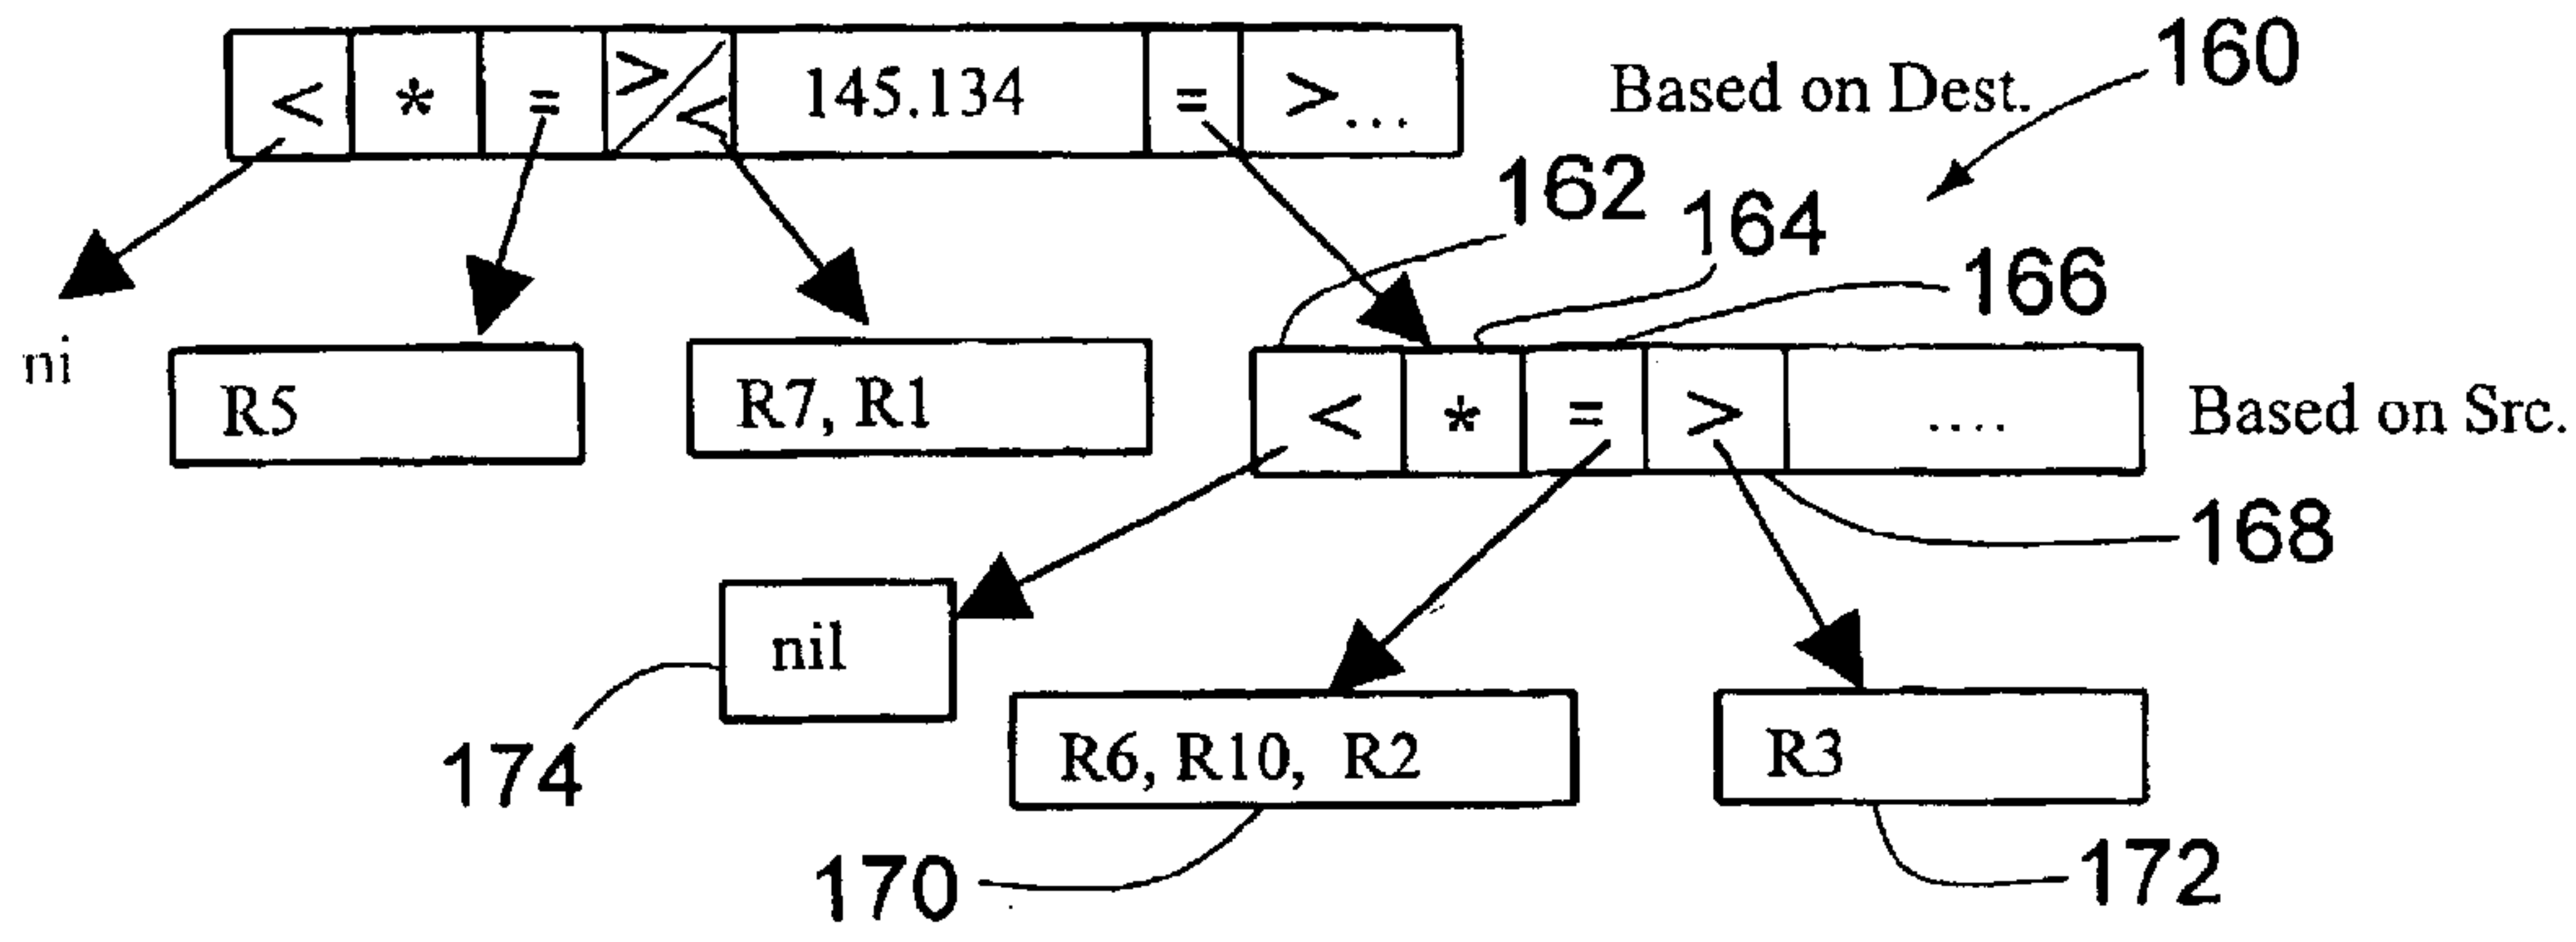 < * = > < 145.134 = >... Based on Dest. 160
162 164 166
ni R5 R7, R1 < * = > .... Based on Src.
168
nil
174 R6, R10, R2 R3
170 172